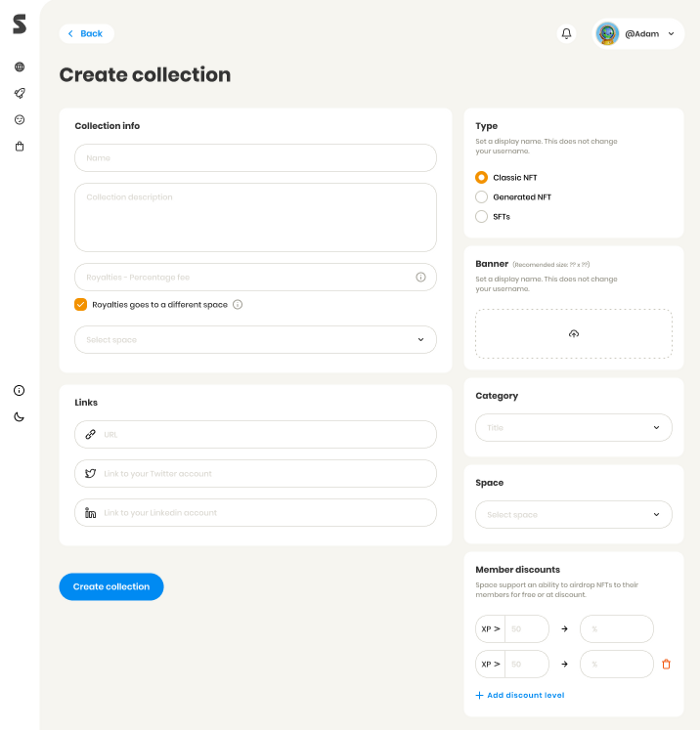 S
Back
@Adam
Create collection
Collection info
Name
Collection description
Royalties - Percentage fee
Royalties goes to a different space
Select space
Links
URL
Link to your Twitter account
Link to your Linkedin account
Create collection
Type
Set a display name. This does not change
your username.
Classic NFT
Generated NFT
SFTs
Banner (Recomended size: ?? x ??)
Set a display name. This does not change
your username.
Category
Title
Space
Select space
Member discounts
Space support an ability to airdrop NFTs to their
members for free or at discount.
XP > 50 → %
XP > 50 → %
+ Add discount level